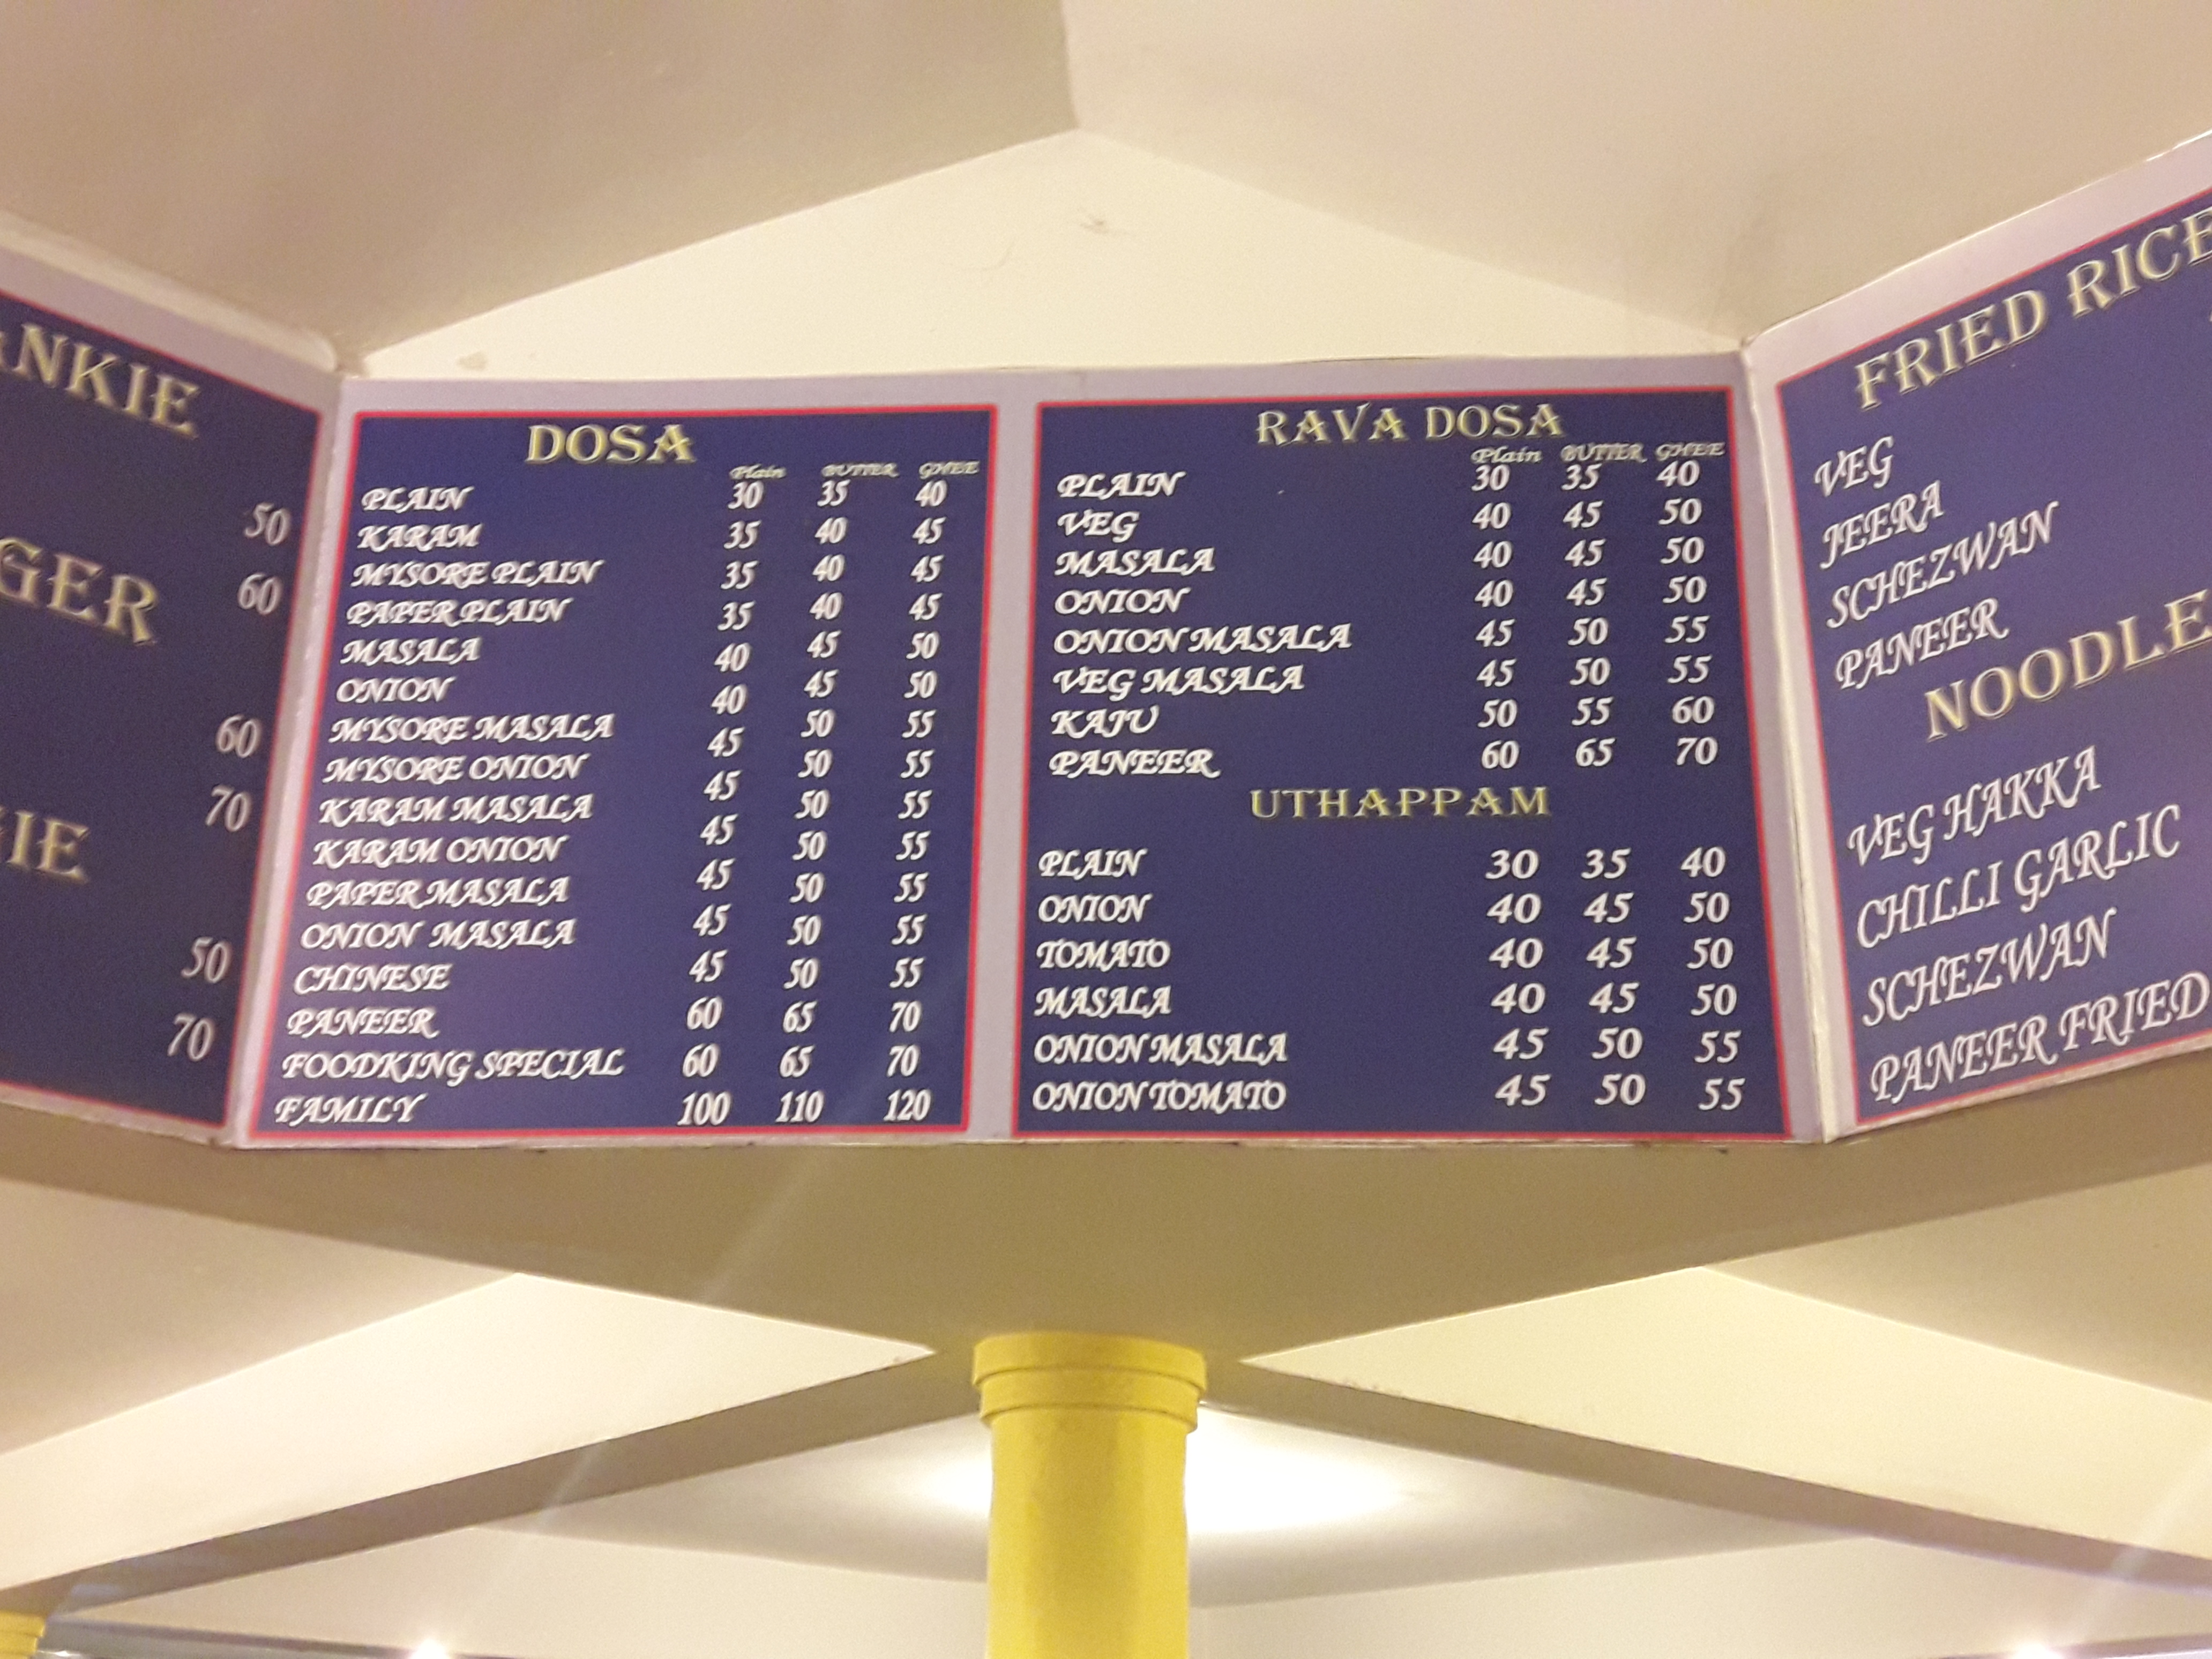 NKIE
50
GER
60
60
70
IE
50
70
DOSA
Plain BUTTER GHEE
PLAIN 30 35 40
KARAM 35 40 45
MYSORE PLAIN 35 40 45
PAPER PLAIN 35 40 45
MASALA 40 45 50
ONION 40 45 50
MYSORE MASALA 45 50 55
MYSORE ONION 45 50 55
KARAM MASALA 45 50 55
KARAM ONION 45 50 55
PAPER MASALA 45 50 55
ONION MASALA 45 50 55
CHINESE 45 50 55
PANEER 60 65 70
FOODKING SPECIAL 60 65 70
FAMILY 100 110 120
RAVA DOSA
Plain BUTTER GHEE
PLAIN 30 35 40
VEG 40 45 50
MASALA 40 45 50
ONION 40 45 50
ONION MASALA 45 50 55
VEG MASALA 45 50 55
KAJU 50 55 60
PANEER 60 65 70
UTHAPPAM
PLAIN 30 35 40
ONION 40 45 50
TOMATO 40 45 50
MASALA 40 45 50
ONION MASALA 45 50 55
ONION TOMATO 45 50 55
FRIED RICE
VEG
JEERA
SCHEZWAN
PANEER
NOODLE
VEG HAKKA
CHILLI GARLIC
SCHEZWAN
PANEER FRIED